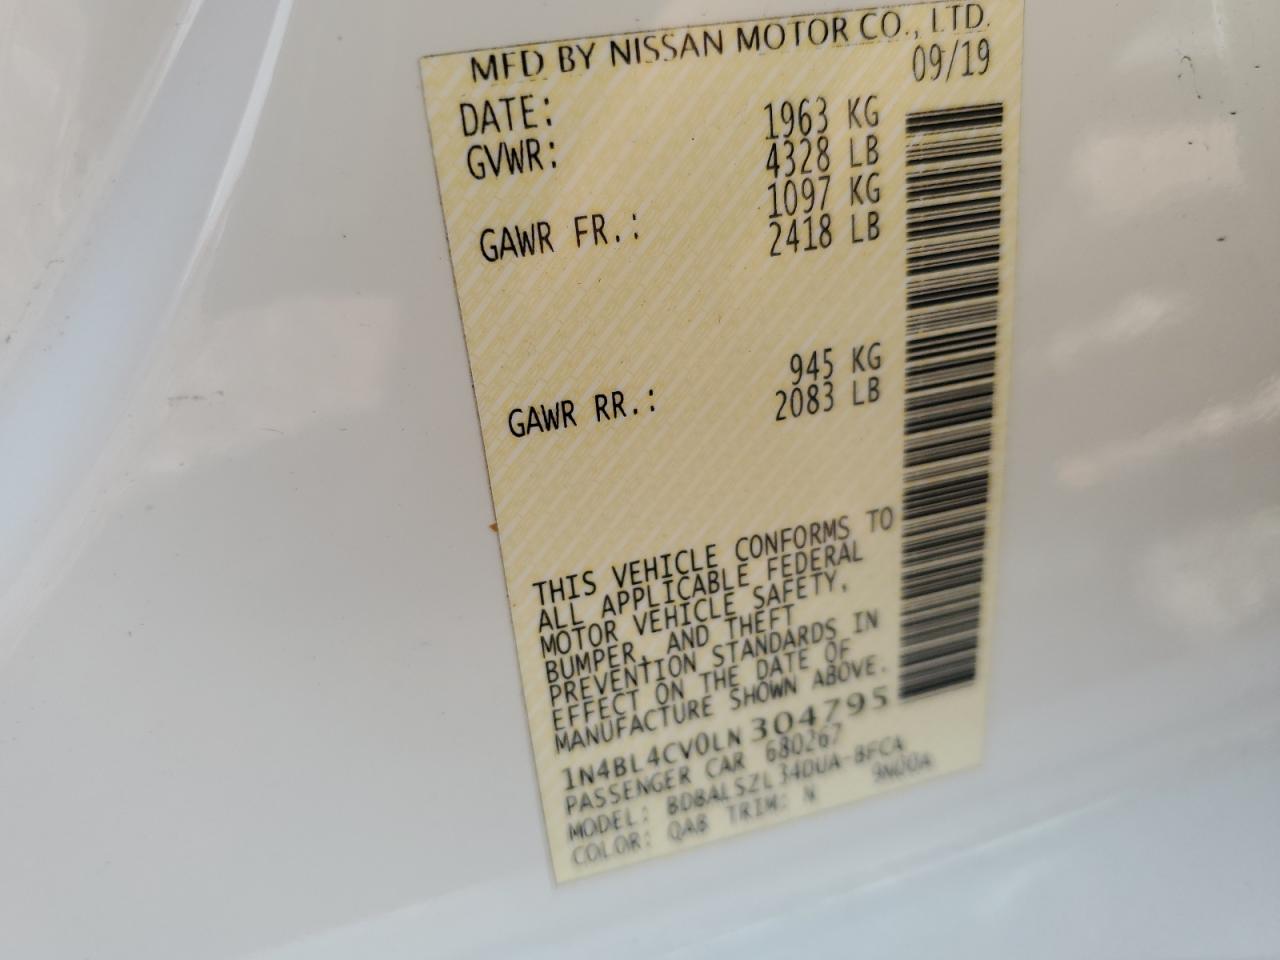 MFD BY NISSAN MOTOR CO., LTD.
DATE: 09/19
GVWR: 1963 KG
4328 LB
GAWR FR.: 1097 KG
2418 LB
GAWR RR.: 945 KG
2083 LB
THIS VEHICLE CONFORMS TO
ALL APPLICABLE FEDERAL
MOTOR VEHICLE SAFETY,
BUMPER, AND THEFT
PREVENTION STANDARDS IN
EFFECT ON THE DATE OF
MANUFACTURE SHOWN ABOVE.
1N4BL4CV0LN304795
PASSENGER CAR 680267
MODEL: BDBALSZL34DUA-BFCA
COLOR: QAB TRIM: N